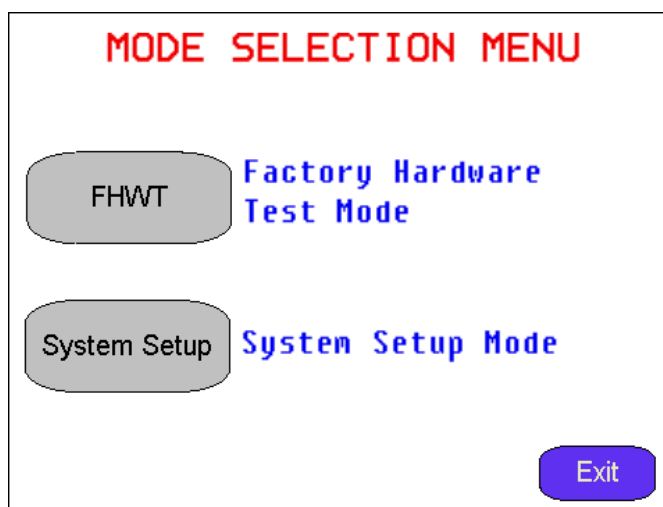 MODE SELECTION MENU
FHWT
Factory Hardware
Test Mode
System Setup
System Setup Mode
Exit